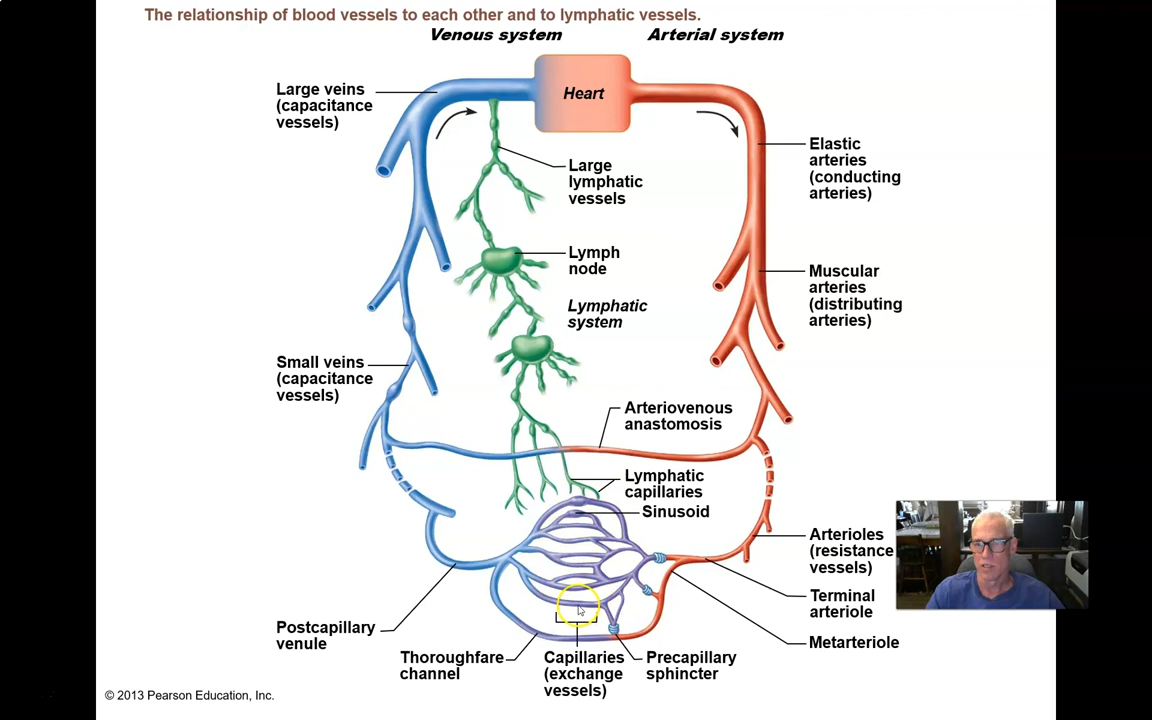 The relationship of blood vessels to each other and to lymphatic vessels.
Venous system
Arterial system
Heart
Large veins
(capacitance
vessels)
Elastic
arteries
(conducting
arteries)
Large
lymphatic
vessels
Lymph
node
Lymphatic
system
Muscular
arteries
(distributing
arteries)
Small veins
(capacitance
vessels)
Arteriovenous
anastomosis
Lymphatic
capillaries
Sinusoid
Arterioles
(resistance
vessels)
Terminal
arteriole
Postcapillary
venule
Metarteriole
Thoroughfare
channel
Capillaries
(exchange
vessels)
Precapillary
sphincter
© 2013 Pearson Education, Inc.